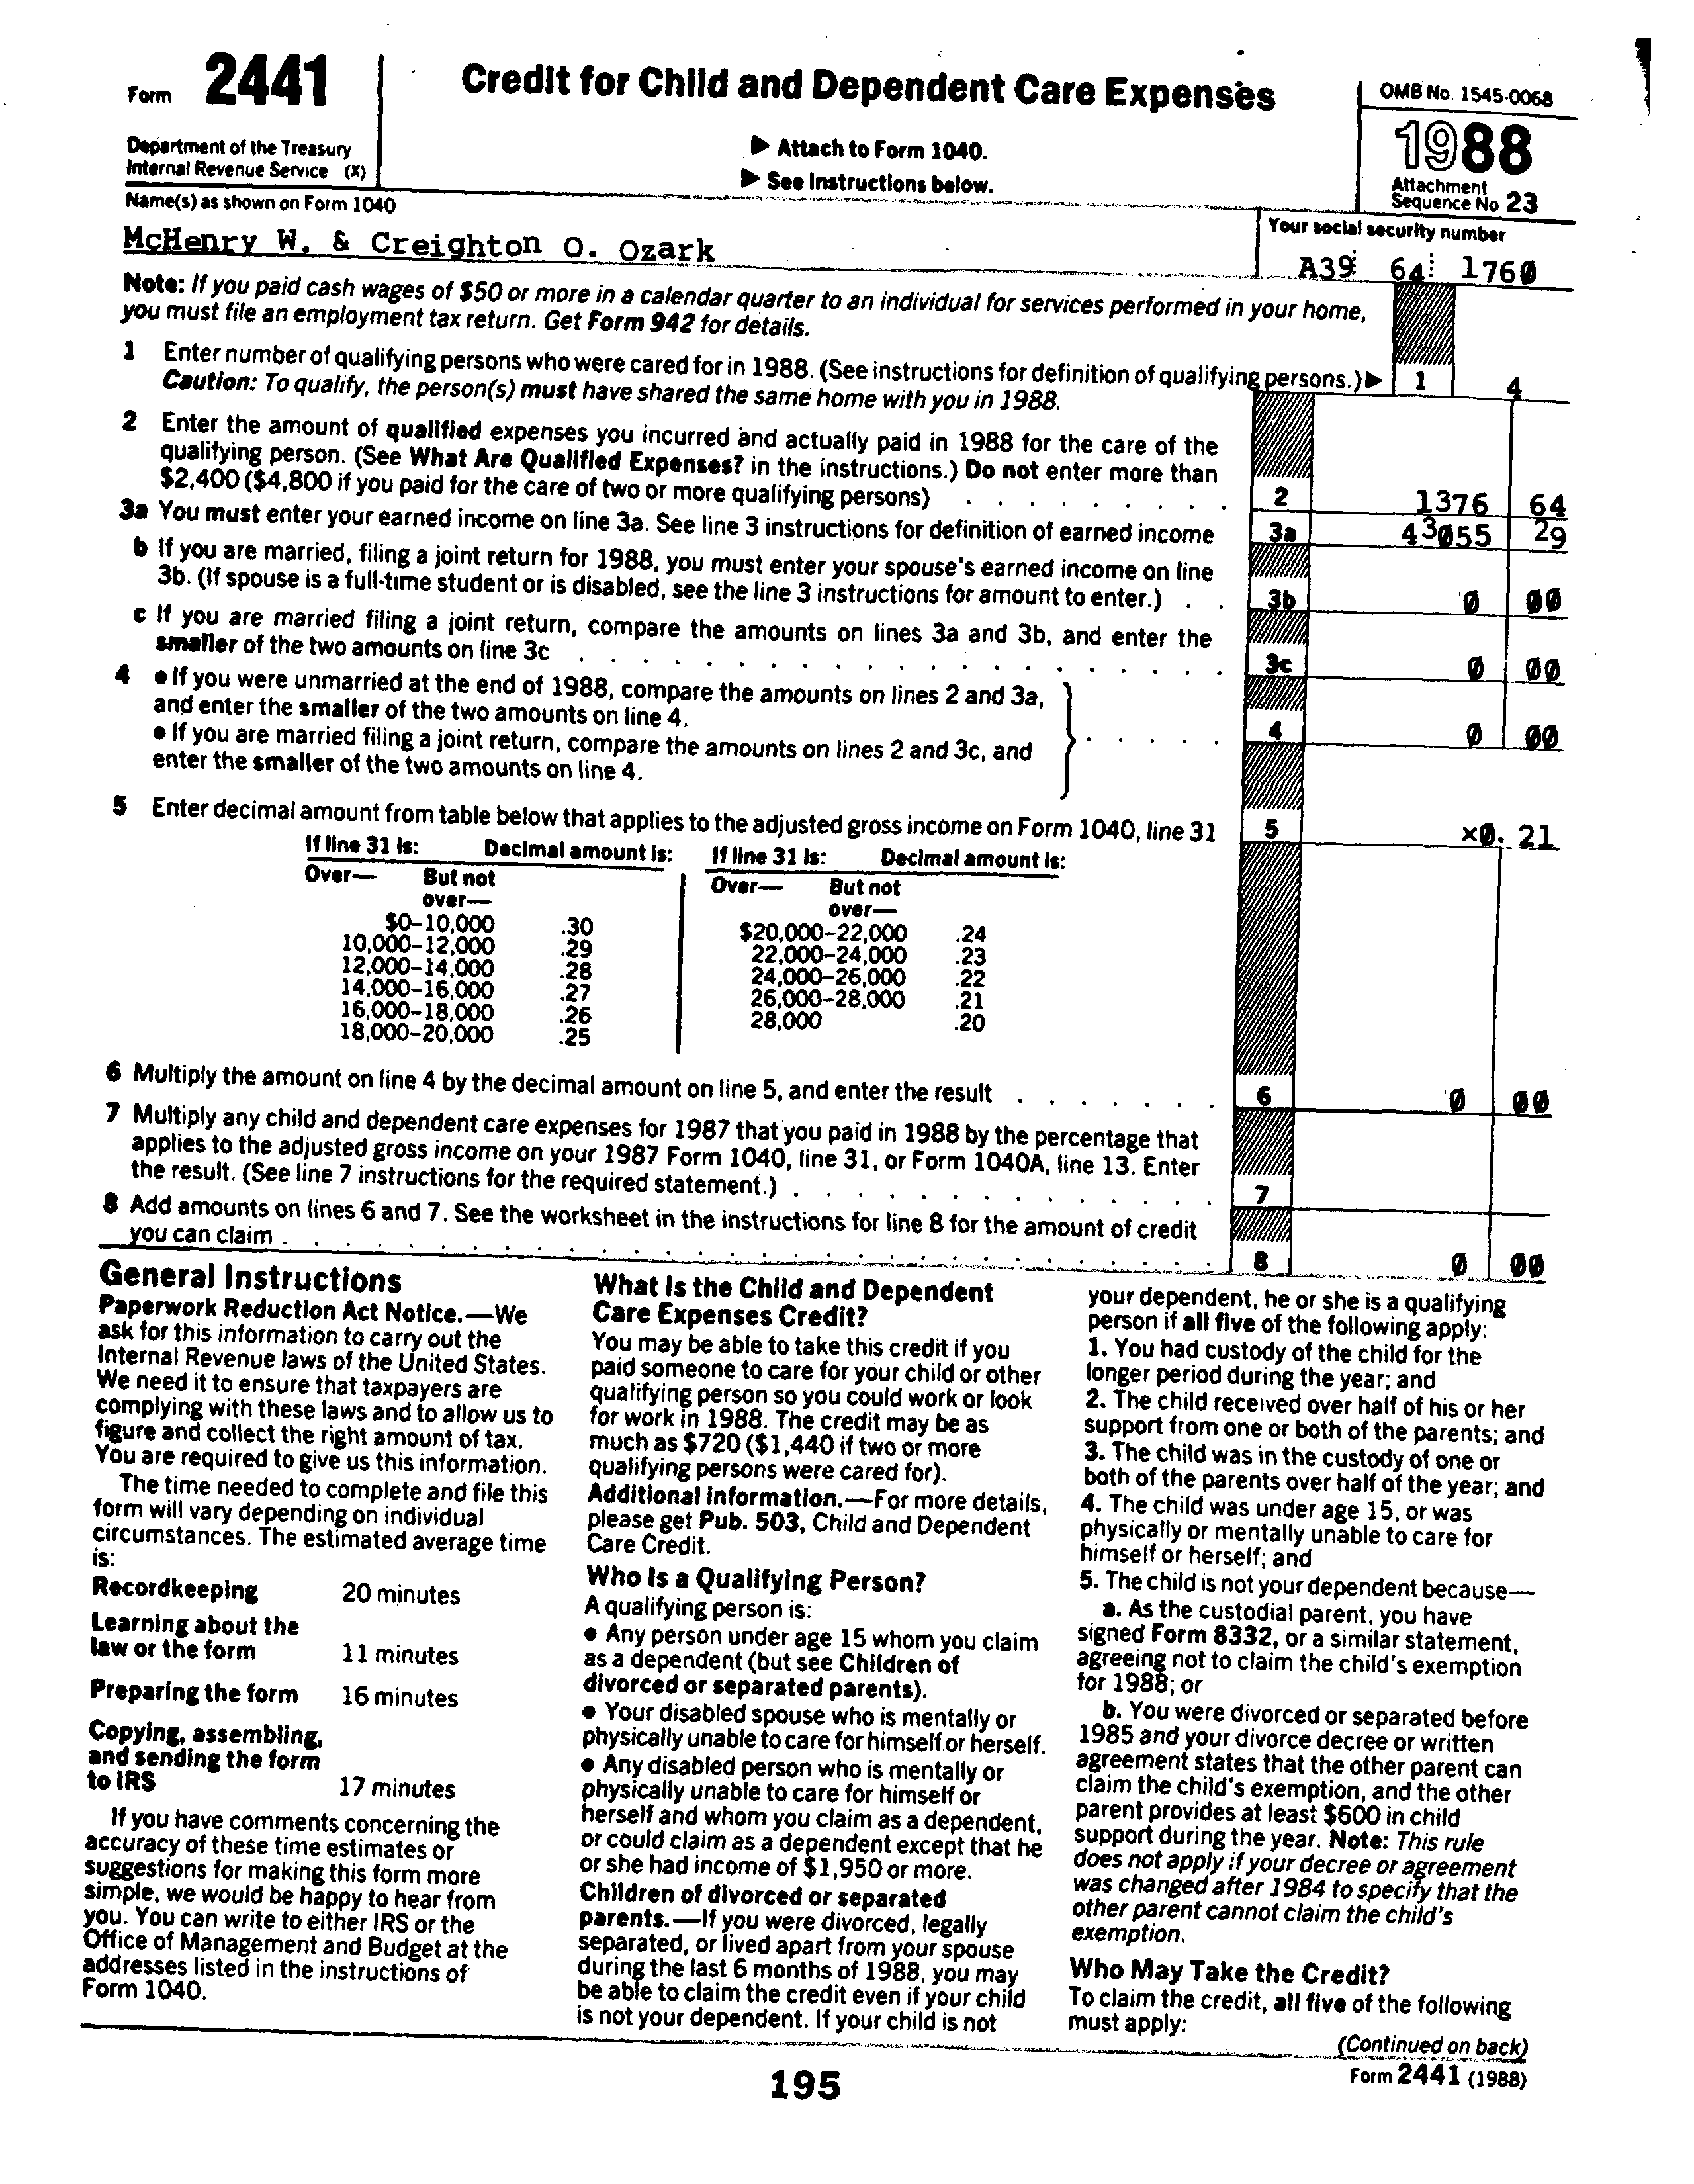 Form 2441
Department of the Treasury
Internal Revenue Service (X)
Credit for Child and Dependent Care Expenses
▶ Attach to Form 1040.
▶ See Instructions below.
OMB No. 1545-0068
1988
Attachment
Sequence No 23
Name(s) as shown on Form 1040
McHenry W. & Creighton O. Ozark
Your social security number
A39 64 1760
Note: If you paid cash wages of $50 or more in a calendar quarter to an individual for services performed in your home,
you must file an employment tax return. Get Form 942 for details.
1 Enter number of qualifying persons who were cared for in 1988. (See instructions for definition of qualifying persons.) ▶ 1 4
Caution: To qualify, the person(s) must have shared the same home with you in 1988.
2 Enter the amount of qualified expenses you incurred and actually paid in 1988 for the care of the
qualifying person. (See What Are Qualified Expenses? in the instructions.) Do not enter more than
$2,400 ($4,800 if you paid for the care of two or more qualifying persons) . . . . . . . . . 2 1376 64
3a You must enter your earned income on line 3a. See line 3 instructions for definition of earned income 3a 43055 29
b If you are married, filing a joint return for 1988, you must enter your spouse's earned income on line
3b. (If spouse is a full-time student or is disabled, see the line 3 instructions for amount to enter.) . . 3b 0 00
c If you are married filing a joint return, compare the amounts on lines 3a and 3b, and enter the
smaller of the two amounts on line 3c . . . . . . . . . . . . . . . . . . . . . 3c 0 00
4 ● If you were unmarried at the end of 1988, compare the amounts on lines 2 and 3a,
and enter the smaller of the two amounts on line 4.
● If you are married filing a joint return, compare the amounts on lines 2 and 3c, and . . . . . 4 0 00
enter the smaller of the two amounts on line 4.
5 Enter decimal amount from table below that applies to the adjusted gross income on Form 1040, line 31 5 x0. 21
If line 31 is: Decimal amount is: If line 31 is: Decimal amount is:
Over— But not Over— But not
over— over—
$0–10,000 .30 $20,000–22,000 .24
10,000–12,000 .29 22,000–24,000 .23
12,000–14,000 .28 24,000–26,000 .22
14,000–16,000 .27 26,000–28,000 .21
16,000–18,000 .26 28,000 .20
18,000–20,000 .25
6 Multiply the amount on line 4 by the decimal amount on line 5, and enter the result . . . . . . . 6 0 00
7 Multiply any child and dependent care expenses for 1987 that you paid in 1988 by the percentage that
applies to the adjusted gross income on your 1987 Form 1040, line 31, or Form 1040A, line 13. Enter
the result. (See line 7 instructions for the required statement.) . . . . . . . . . . . . . . 7
8 Add amounts on lines 6 and 7. See the worksheet in the instructions for line 8 for the amount of credit
you can claim . . . . . . . . . . . . . . . . . . . . . . . . . . . . . 8 0 00
General Instructions
Paperwork Reduction Act Notice.—We
ask for this information to carry out the
Internal Revenue laws of the United States.
We need it to ensure that taxpayers are
complying with these laws and to allow us to
figure and collect the right amount of tax.
You are required to give us this information.
The time needed to complete and file this
form will vary depending on individual
circumstances. The estimated average time
is:
Recordkeeping 20 minutes
Learning about the
law or the form 11 minutes
Preparing the form 16 minutes
Copying, assembling,
and sending the form
to IRS 17 minutes
If you have comments concerning the
accuracy of these time estimates or
suggestions for making this form more
simple, we would be happy to hear from
you. You can write to either IRS or the
Office of Management and Budget at the
addresses listed in the instructions of
Form 1040.
What Is the Child and Dependent
Care Expenses Credit?
You may be able to take this credit if you
paid someone to care for your child or other
qualifying person so you could work or look
for work in 1988. The credit may be as
much as $720 ($1,440 if two or more
qualifying persons were cared for).
Additional Information.—For more details,
please get Pub. 503, Child and Dependent
Care Credit.
Who Is a Qualifying Person?
A qualifying person is:
● Any person under age 15 whom you claim
as a dependent (but see Children of
divorced or separated parents).
● Your disabled spouse who is mentally or
physically unable to care for himself or herself.
● Any disabled person who is mentally or
physically unable to care for himself or
herself and whom you claim as a dependent,
or could claim as a dependent except that he
or she had income of $1,950 or more.
Children of divorced or separated
parents.—If you were divorced, legally
separated, or lived apart from your spouse
during the last 6 months of 1988, you may
be able to claim the credit even if your child
is not your dependent. If your child is not
your dependent, he or she is a qualifying
person if all five of the following apply:
1. You had custody of the child for the
longer period during the year; and
2. The child received over half of his or her
support from one or both of the parents; and
3. The child was in the custody of one or
both of the parents over half of the year; and
4. The child was under age 15, or was
physically or mentally unable to care for
himself or herself; and
5. The child is not your dependent because—
a. As the custodial parent, you have
signed Form 8332, or a similar statement,
agreeing not to claim the child's exemption
for 1988; or
b. You were divorced or separated before
1985 and your divorce decree or written
agreement states that the other parent can
claim the child's exemption, and the other
parent provides at least $600 in child
support during the year. Note: This rule
does not apply if your decree or agreement
was changed after 1984 to specify that the
other parent cannot claim the child's
exemption.
Who May Take the Credit?
To claim the credit, all five of the following
must apply:
(Continued on back)
Form 2441 (1988)
195